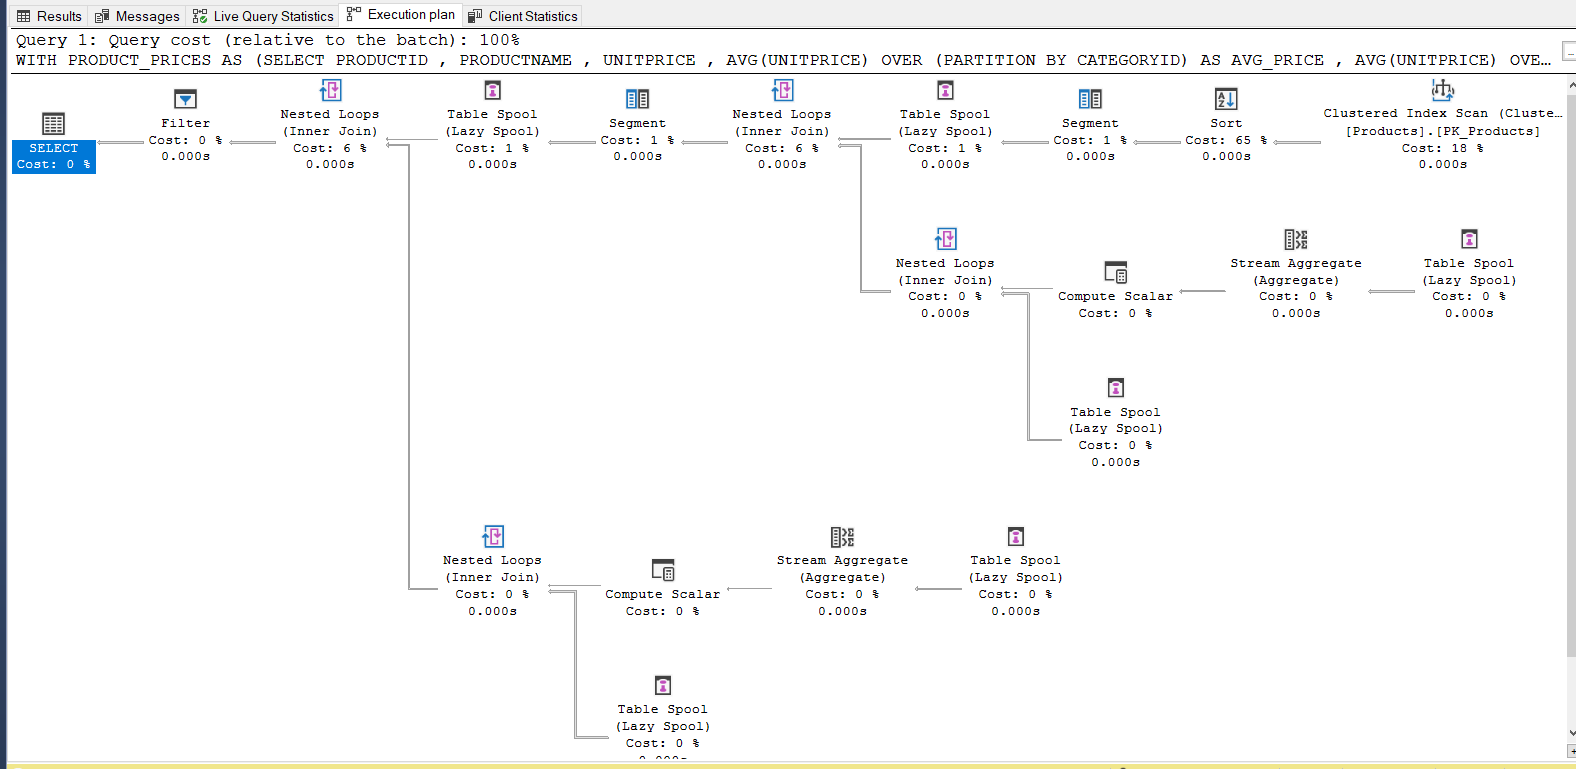 Results Messages Live Query Statistics Execution plan Client Statistics
Query 1: Query cost (relative to the batch): 100%
WITH PRODUCT_PRICES AS (SELECT PRODUCTID , PRODUCTNAME , UNITPRICE , AVG(UNITPRICE) OVER (PARTITION BY CATEGORYID) AS AVG_PRICE , AVG(UNITPRICE) OVE...
SELECT
Cost: 0 %
Filter
Cost: 0 %
0.000s
Nested Loops
(Inner Join)
Cost: 6 %
0.000s
Table Spool
(Lazy Spool)
Cost: 1 %
0.000s
Segment
Cost: 1 %
0.000s
Nested Loops
(Inner Join)
Cost: 6 %
0.000s
Table Spool
(Lazy Spool)
Cost: 1 %
0.000s
Segment
Cost: 1 %
0.000s
Sort
Cost: 65 %
0.000s
Clustered Index Scan (Cluste...
[Products].[PK_Products]
Cost: 18 %
0.000s
Nested Loops
(Inner Join)
Cost: 0 %
0.000s
Compute Scalar
Cost: 0 %
Stream Aggregate
(Aggregate)
Cost: 0 %
0.000s
Table Spool
(Lazy Spool)
Cost: 0 %
0.000s
Table Spool
(Lazy Spool)
Cost: 0 %
0.000s
Nested Loops
(Inner Join)
Cost: 0 %
0.000s
Compute Scalar
Cost: 0 %
Stream Aggregate
(Aggregate)
Cost: 0 %
0.000s
Table Spool
(Lazy Spool)
Cost: 0 %
0.000s
Table Spool
(Lazy Spool)
Cost: 0 %